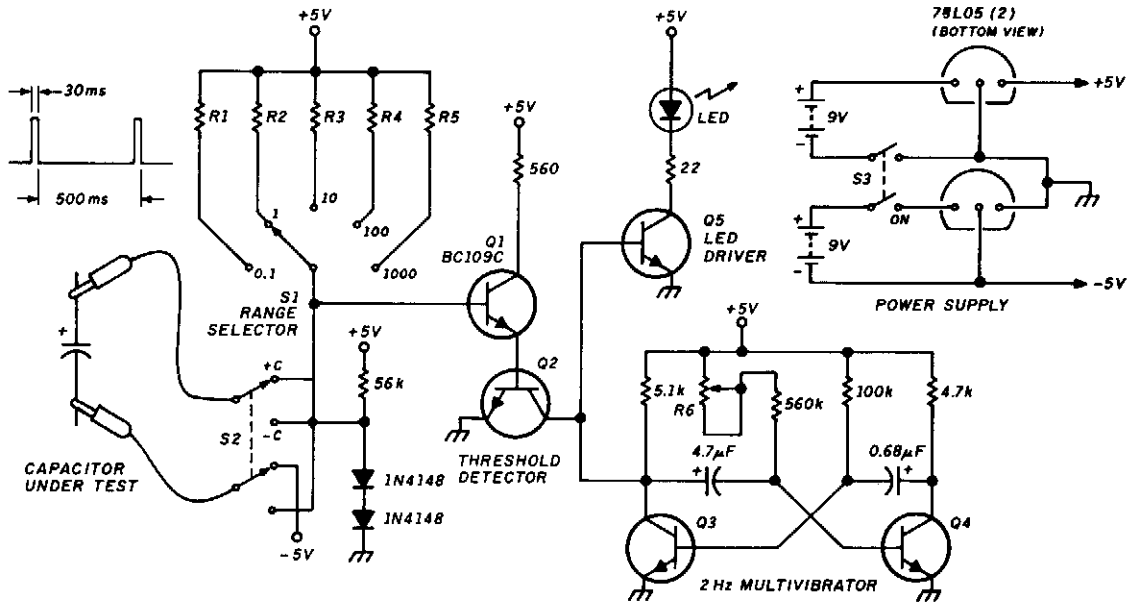 +5V
30ms
500ms
R1
R2
R3
R4
R5
0.1
1
10
100
1000
S1
RANGE
SELECTOR
+5V
560
Q1
BC109C
Q2
THRESHOLD
DETECTOR
+5V
LED
22
Q5
LED
DRIVER
78L05 (2)
(BOTTOM VIEW)
+
9V
-
S3
ON
+
9V
-
+5V
-5V
POWER SUPPLY
+
CAPACITOR
UNDER TEST
+C
-C
S2
-5V
+5V
56k
1N4148
1N4148
+5V
5.1k
R6
560k
100k
4.7k
4.7µF
+
0.68µF
+
Q3
Q4
2Hz MULTIVIBRATOR